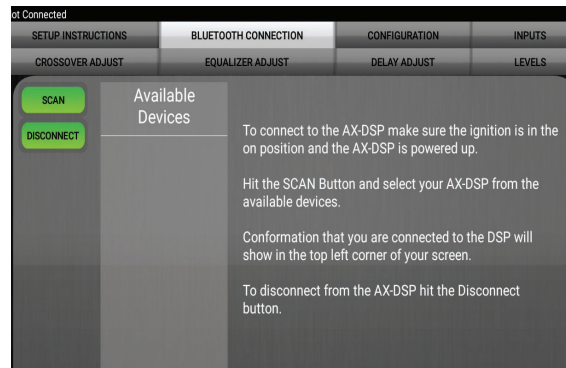 ot Connected
SETUP INSTRUCTIONS BLUETOOTH CONNECTION CONFIGURATION INPUTS
CROSSOVER ADJUST EQUALIZER ADJUST DELAY ADJUST LEVELS
SCAN
DISCONNECT
Available
Devices
To connect to the AX-DSP make sure the ignition is in the
on position and the AX-DSP is powered up.
Hit the SCAN Button and select your AX-DSP from the
available devices.
Conformation that you are connected to the DSP will
show in the top left corner of your screen.
To disconnect from the AX-DSP hit the Disconnect
button.